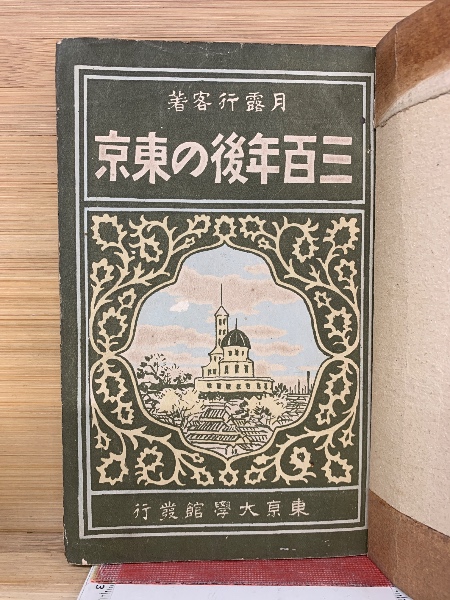 月露行客著
三百年後の東京
東京大學館發行
3